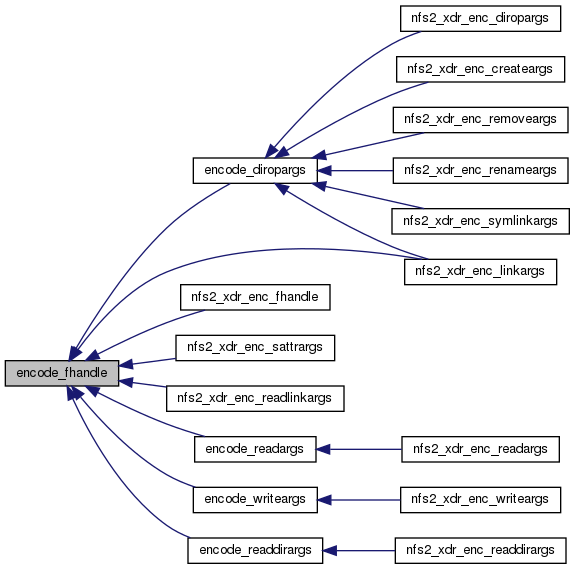 nfs2_xdr_enc_diropargs
nfs2_xdr_enc_createargs
nfs2_xdr_enc_removeargs
encode_diropargs
nfs2_xdr_enc_renameargs
nfs2_xdr_enc_symlinkargs
nfs2_xdr_enc_linkargs
nfs2_xdr_enc_fhandle
nfs2_xdr_enc_sattrargs
encode_fhandle
nfs2_xdr_enc_readlinkargs
encode_readargs
nfs2_xdr_enc_readargs
encode_writeargs
nfs2_xdr_enc_writeargs
encode_readdirargs
nfs2_xdr_enc_readdirargs